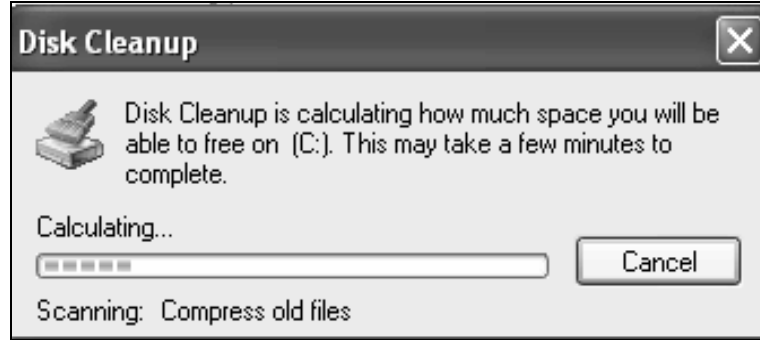 Disk Cleanup
Disk Cleanup is calculating how much space you will be
able to free on  (C:). This may take a few minutes to
complete.
Calculating...
Cancel
Scanning:  Compress old files